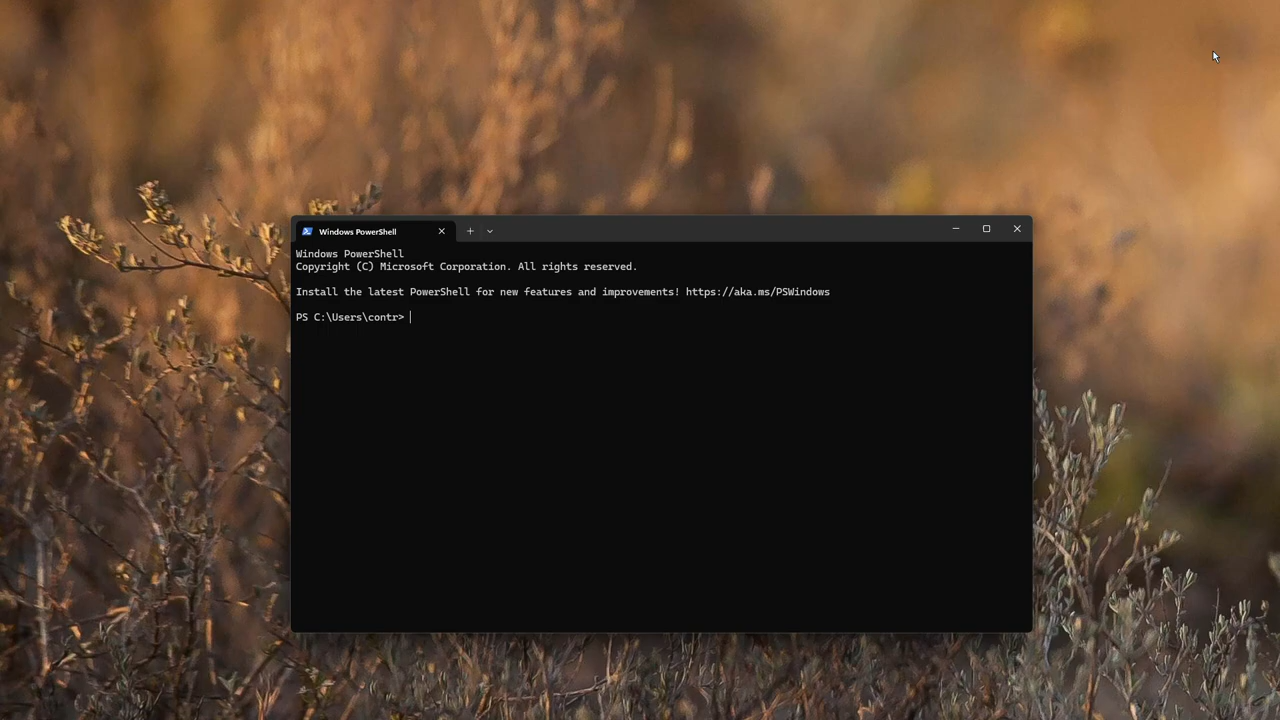 Windows PowerShell
Windows PowerShell
Copyright (C) Microsoft Corporation. All rights reserved.
Install the latest PowerShell for new features and improvements! https://aka.ms/PSWindows
PS C:\Users\contr>